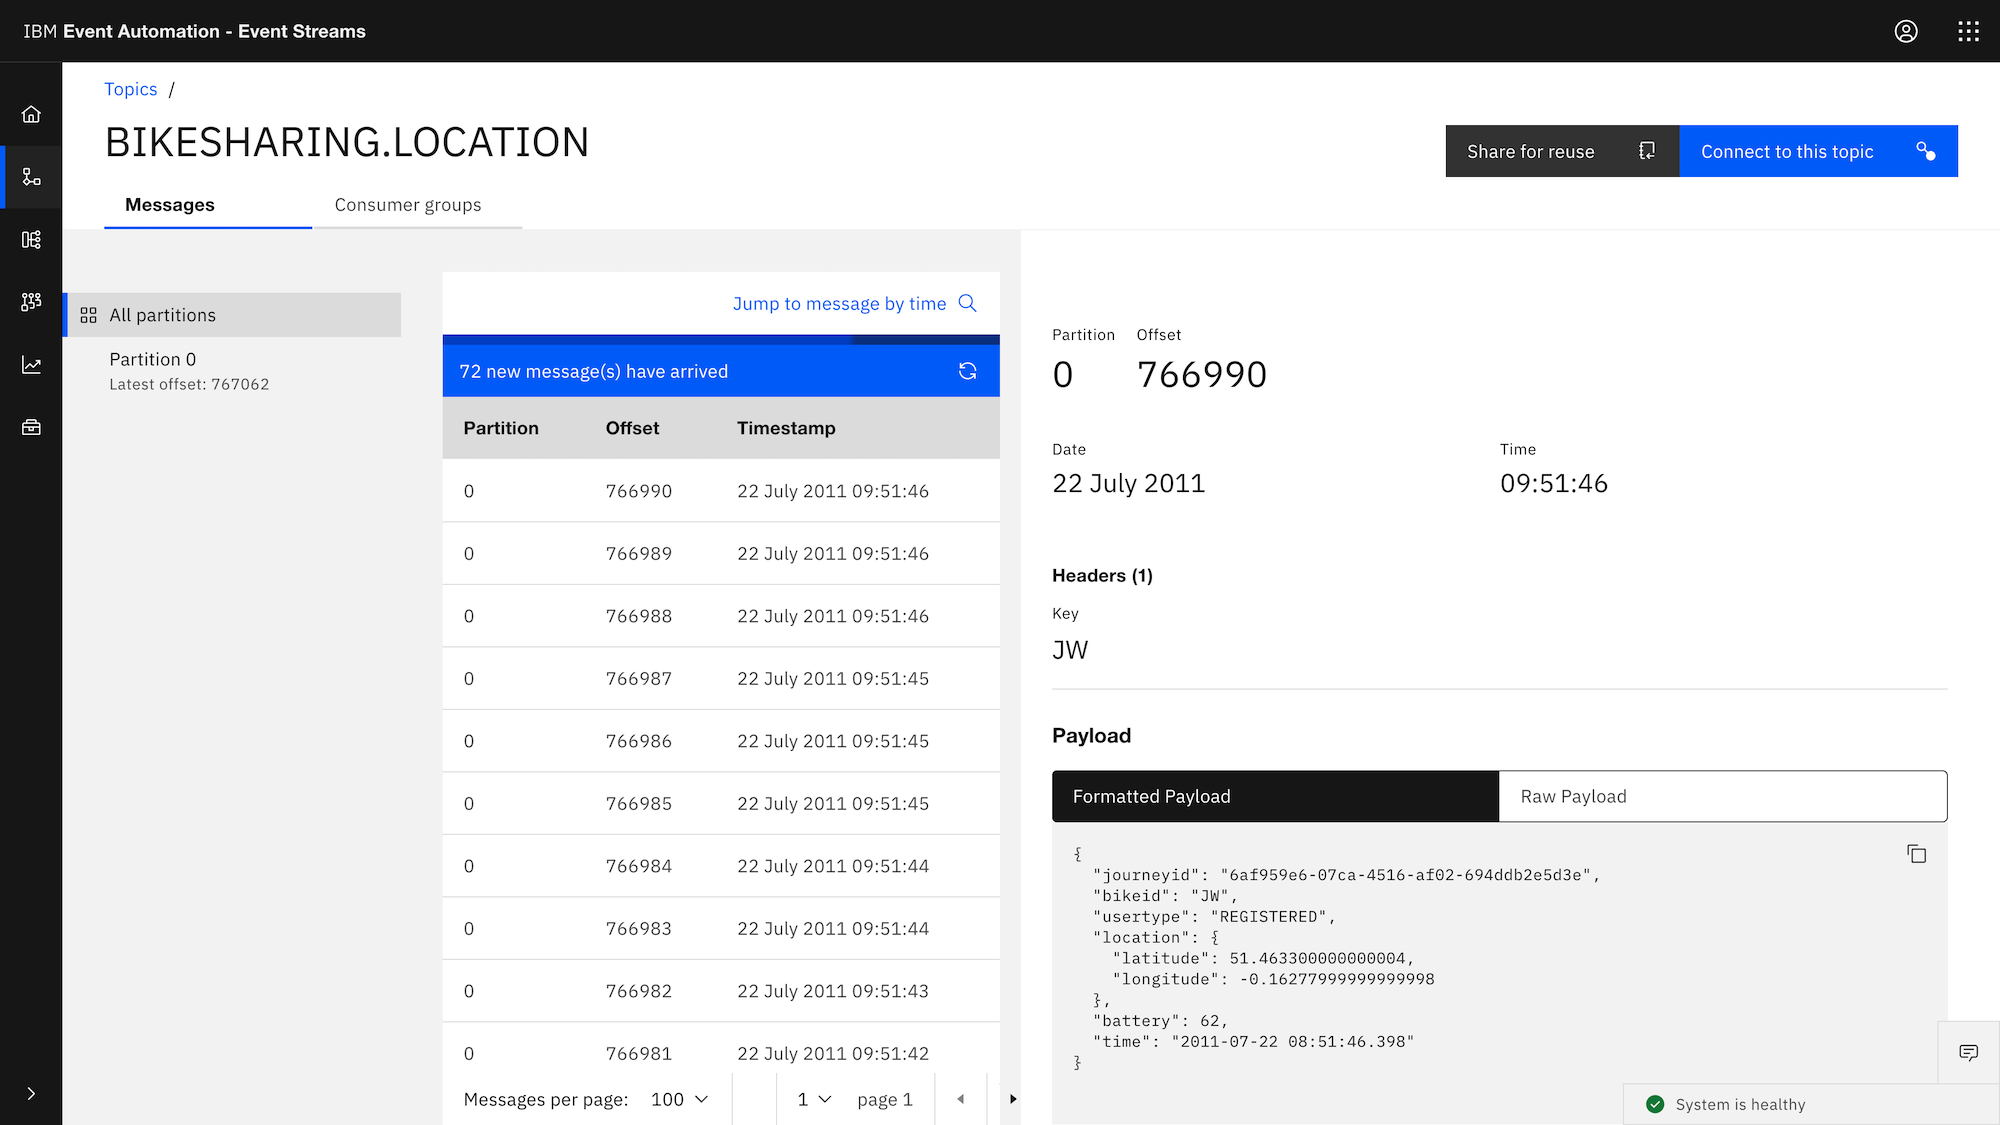 IBM Event Automation - Event Streams
Topics /
BIKESHARING.LOCATION
Share for reuse
Connect to this topic
Messages
Consumer groups
All partitions
Partition 0
Latest offset: 767062
Jump to message by time
72 new message(s) have arrived
Partition Offset Timestamp
0 766990 22 July 2011 09:51:46
0 766989 22 July 2011 09:51:46
0 766988 22 July 2011 09:51:46
0 766987 22 July 2011 09:51:45
0 766986 22 July 2011 09:51:45
0 766985 22 July 2011 09:51:45
0 766984 22 July 2011 09:51:44
0 766983 22 July 2011 09:51:44
0 766982 22 July 2011 09:51:43
0 766981 22 July 2011 09:51:42
Messages per page: 100 1 page 1
Partition Offset
0 766990
Date Time
22 July 2011 09:51:46
Headers (1)
Key
JW
Payload
Formatted Payload
Raw Payload
{
"journeyid": "6af959e6-07ca-4516-af02-694ddb2e5d3e",
"bikeid": "JW",
"usertype": "REGISTERED",
"location": {
"latitude": 51.463300000000004,
"longitude": -0.16277999999999998
},
"battery": 62,
"time": "2011-07-22 08:51:46.398"
}
System is healthy